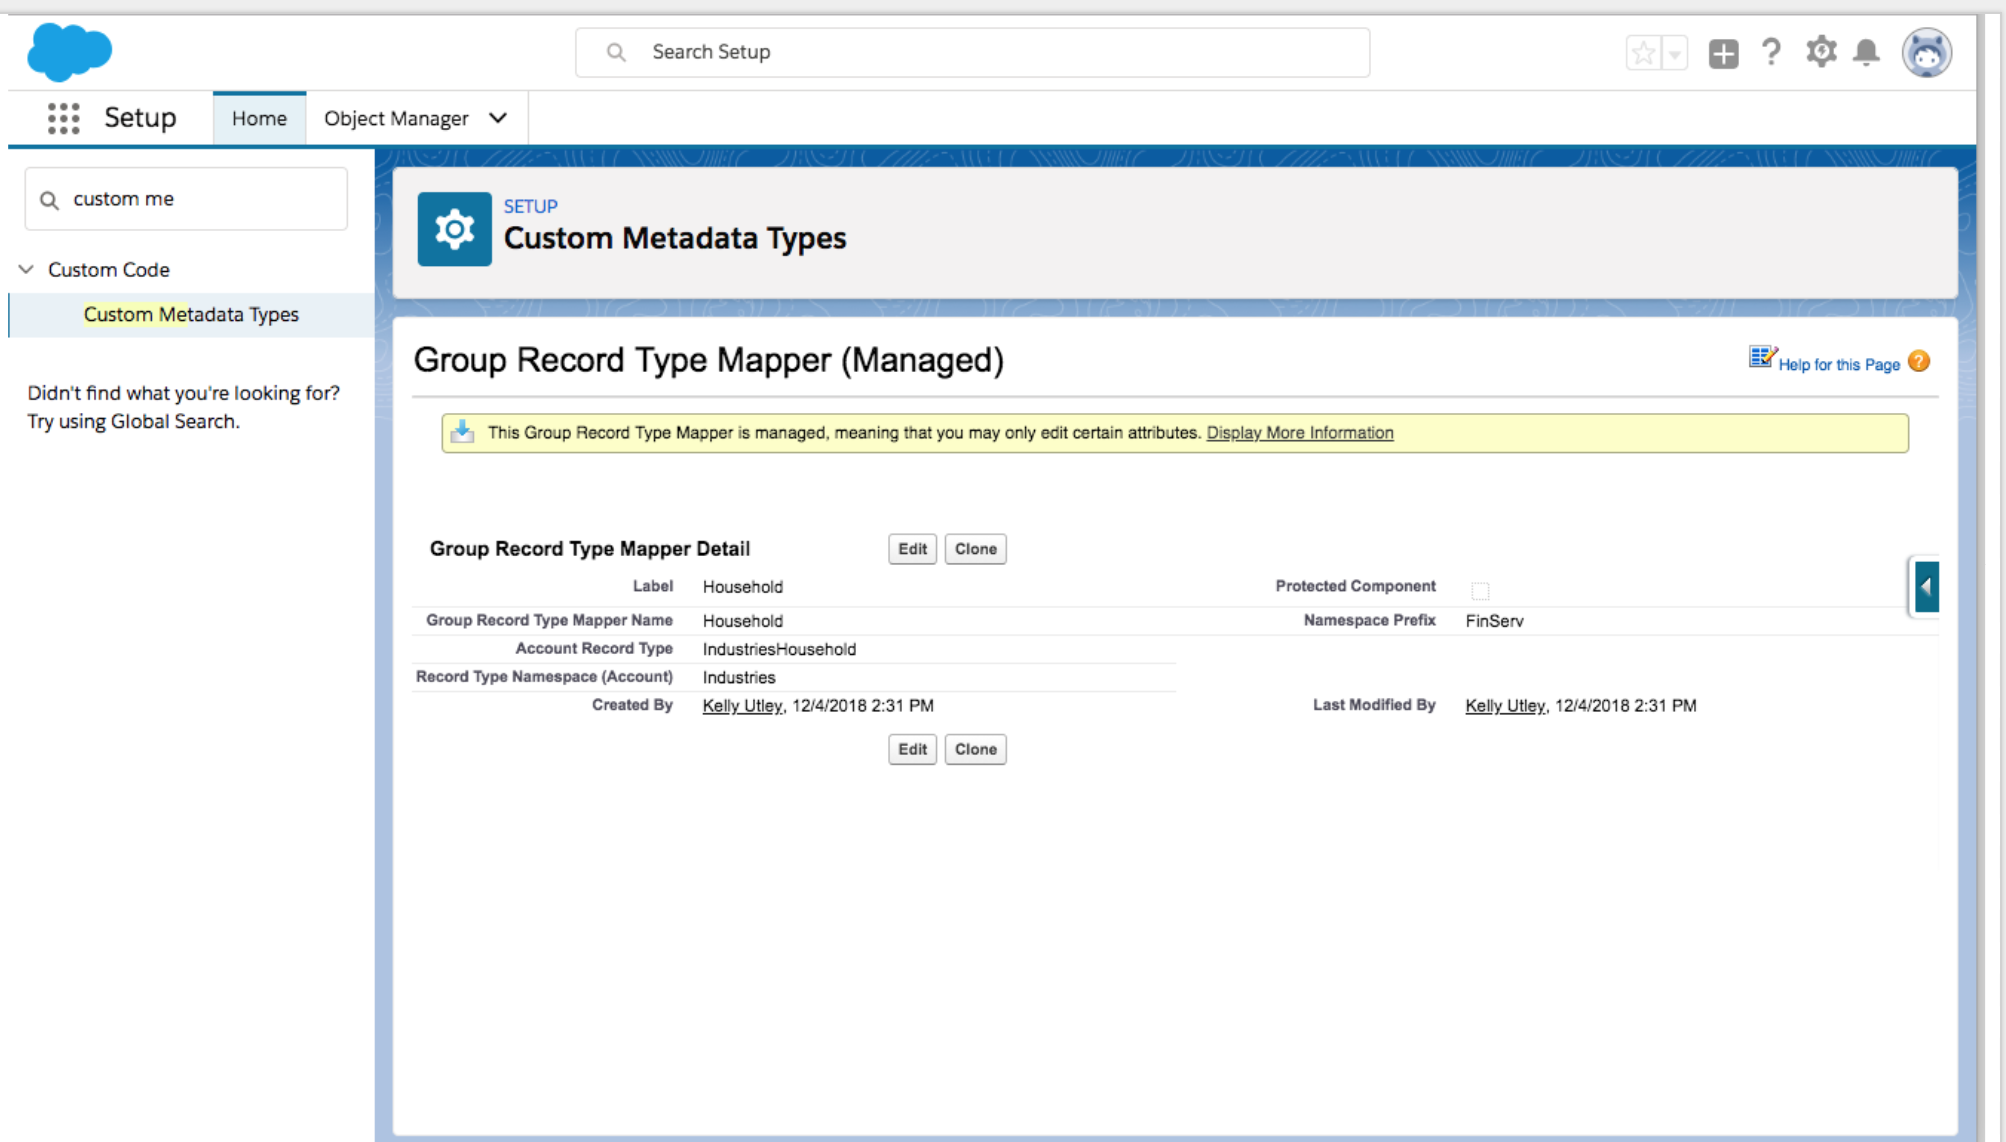 Search Setup
Setup
Home
Object Manager
custom me
Custom Code
Custom Metadata Types
Didn't find what you're looking for?
Try using Global Search.
SETUP
Custom Metadata Types
Group Record Type Mapper (Managed)
Help for this Page
This Group Record Type Mapper is managed, meaning that you may only edit certain attributes. Display More Information
Group Record Type Mapper Detail Edit Clone
Label Household Protected Component
Group Record Type Mapper Name Household Namespace Prefix FinServ
Account Record Type IndustriesHousehold
Record Type Namespace (Account) Industries
Created By Kelly Utley, 12/4/2018 2:31 PM Last Modified By Kelly Utley, 12/4/2018 2:31 PM
Edit Clone